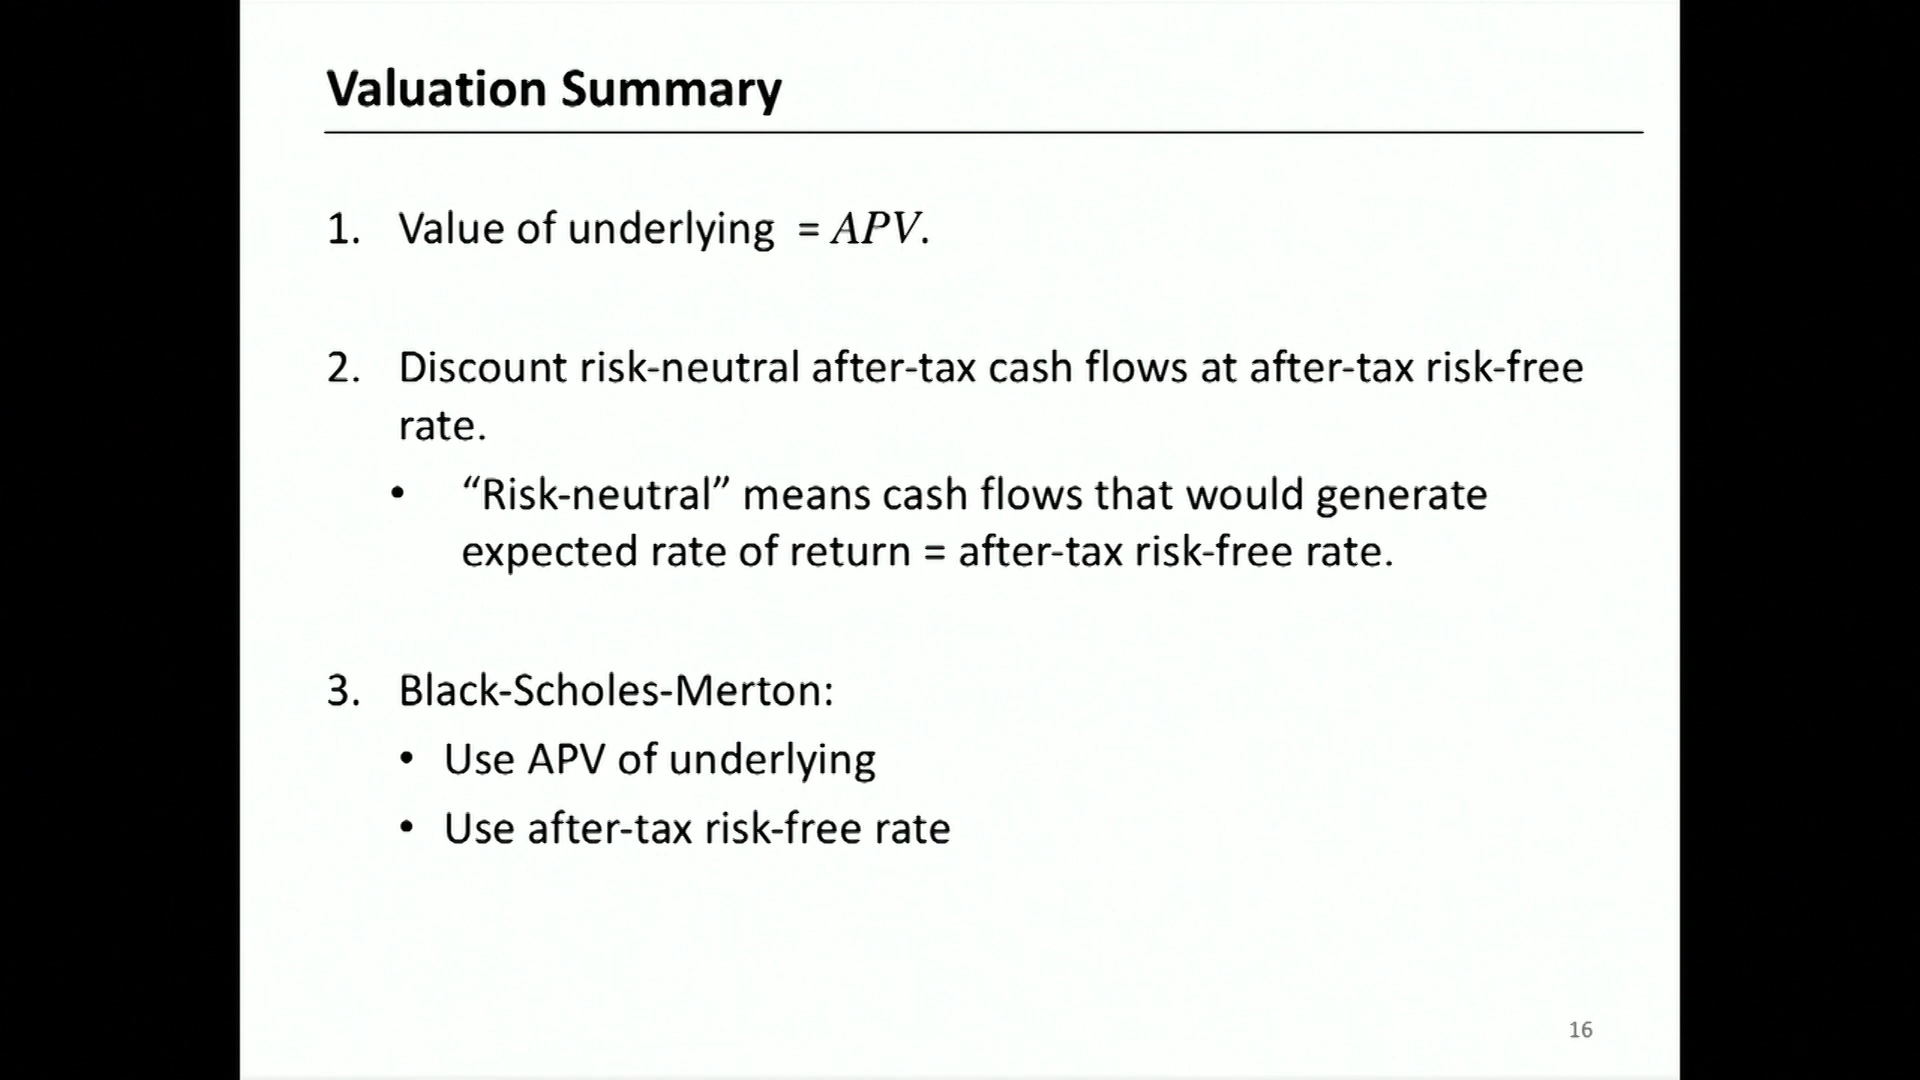 Valuation Summary
1. Value of underlying = APV.
2. Discount risk-neutral after-tax cash flows at after-tax risk-free
rate.
• “Risk-neutral” means cash flows that would generate
expected rate of return = after-tax risk-free rate.
3. Black-Scholes-Merton:
• Use APV of underlying
• Use after-tax risk-free rate
16